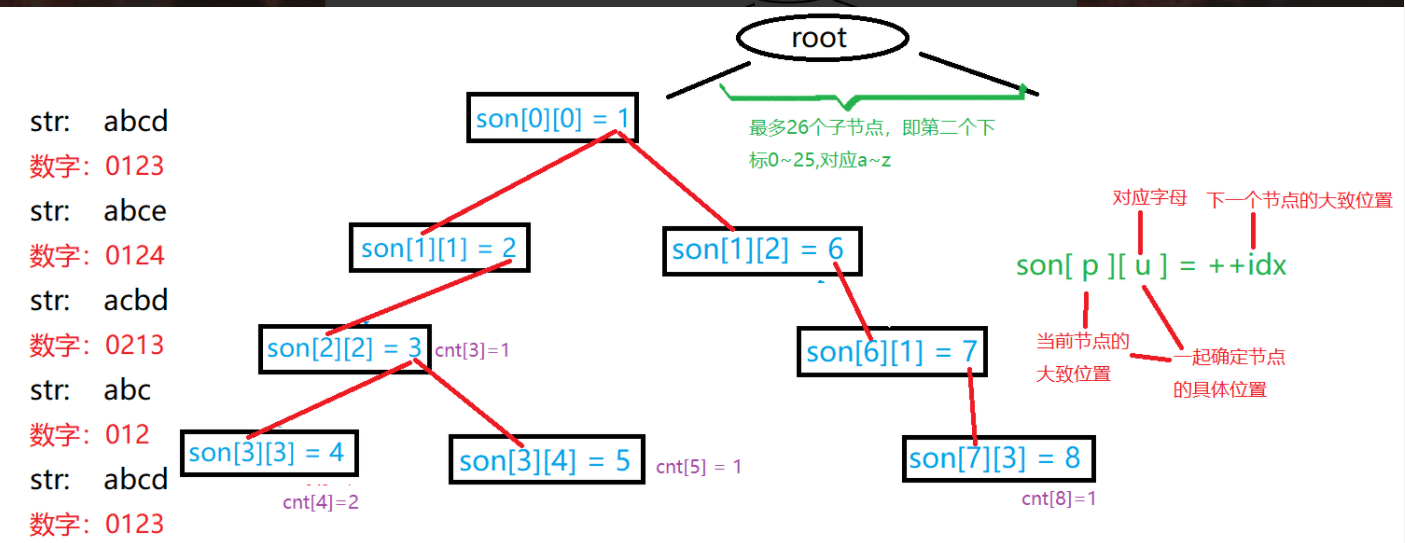 root
son[0][0] = 1
最多26个子节点，即第二个下
标0~25,对应a~z
str: abcd
数字：0123
str: abce
数字：0124
str: acbd
数字：0213
str: abc
数字：012
str: abcd
数字：0123
son[1][1] = 2
son[1][2] = 6
son[2][2] = 3
cnt[3]=1
son[6][1] = 7
son[3][3] = 4
cnt[4]=2
son[3][4] = 5
cnt[5] = 1
son[7][3] = 8
cnt[8]=1
对应字母
下一个节点的大致位置
son[ p ][ u ] = ++idx
当前节点的
大致位置
一起确定节点
的具体位置